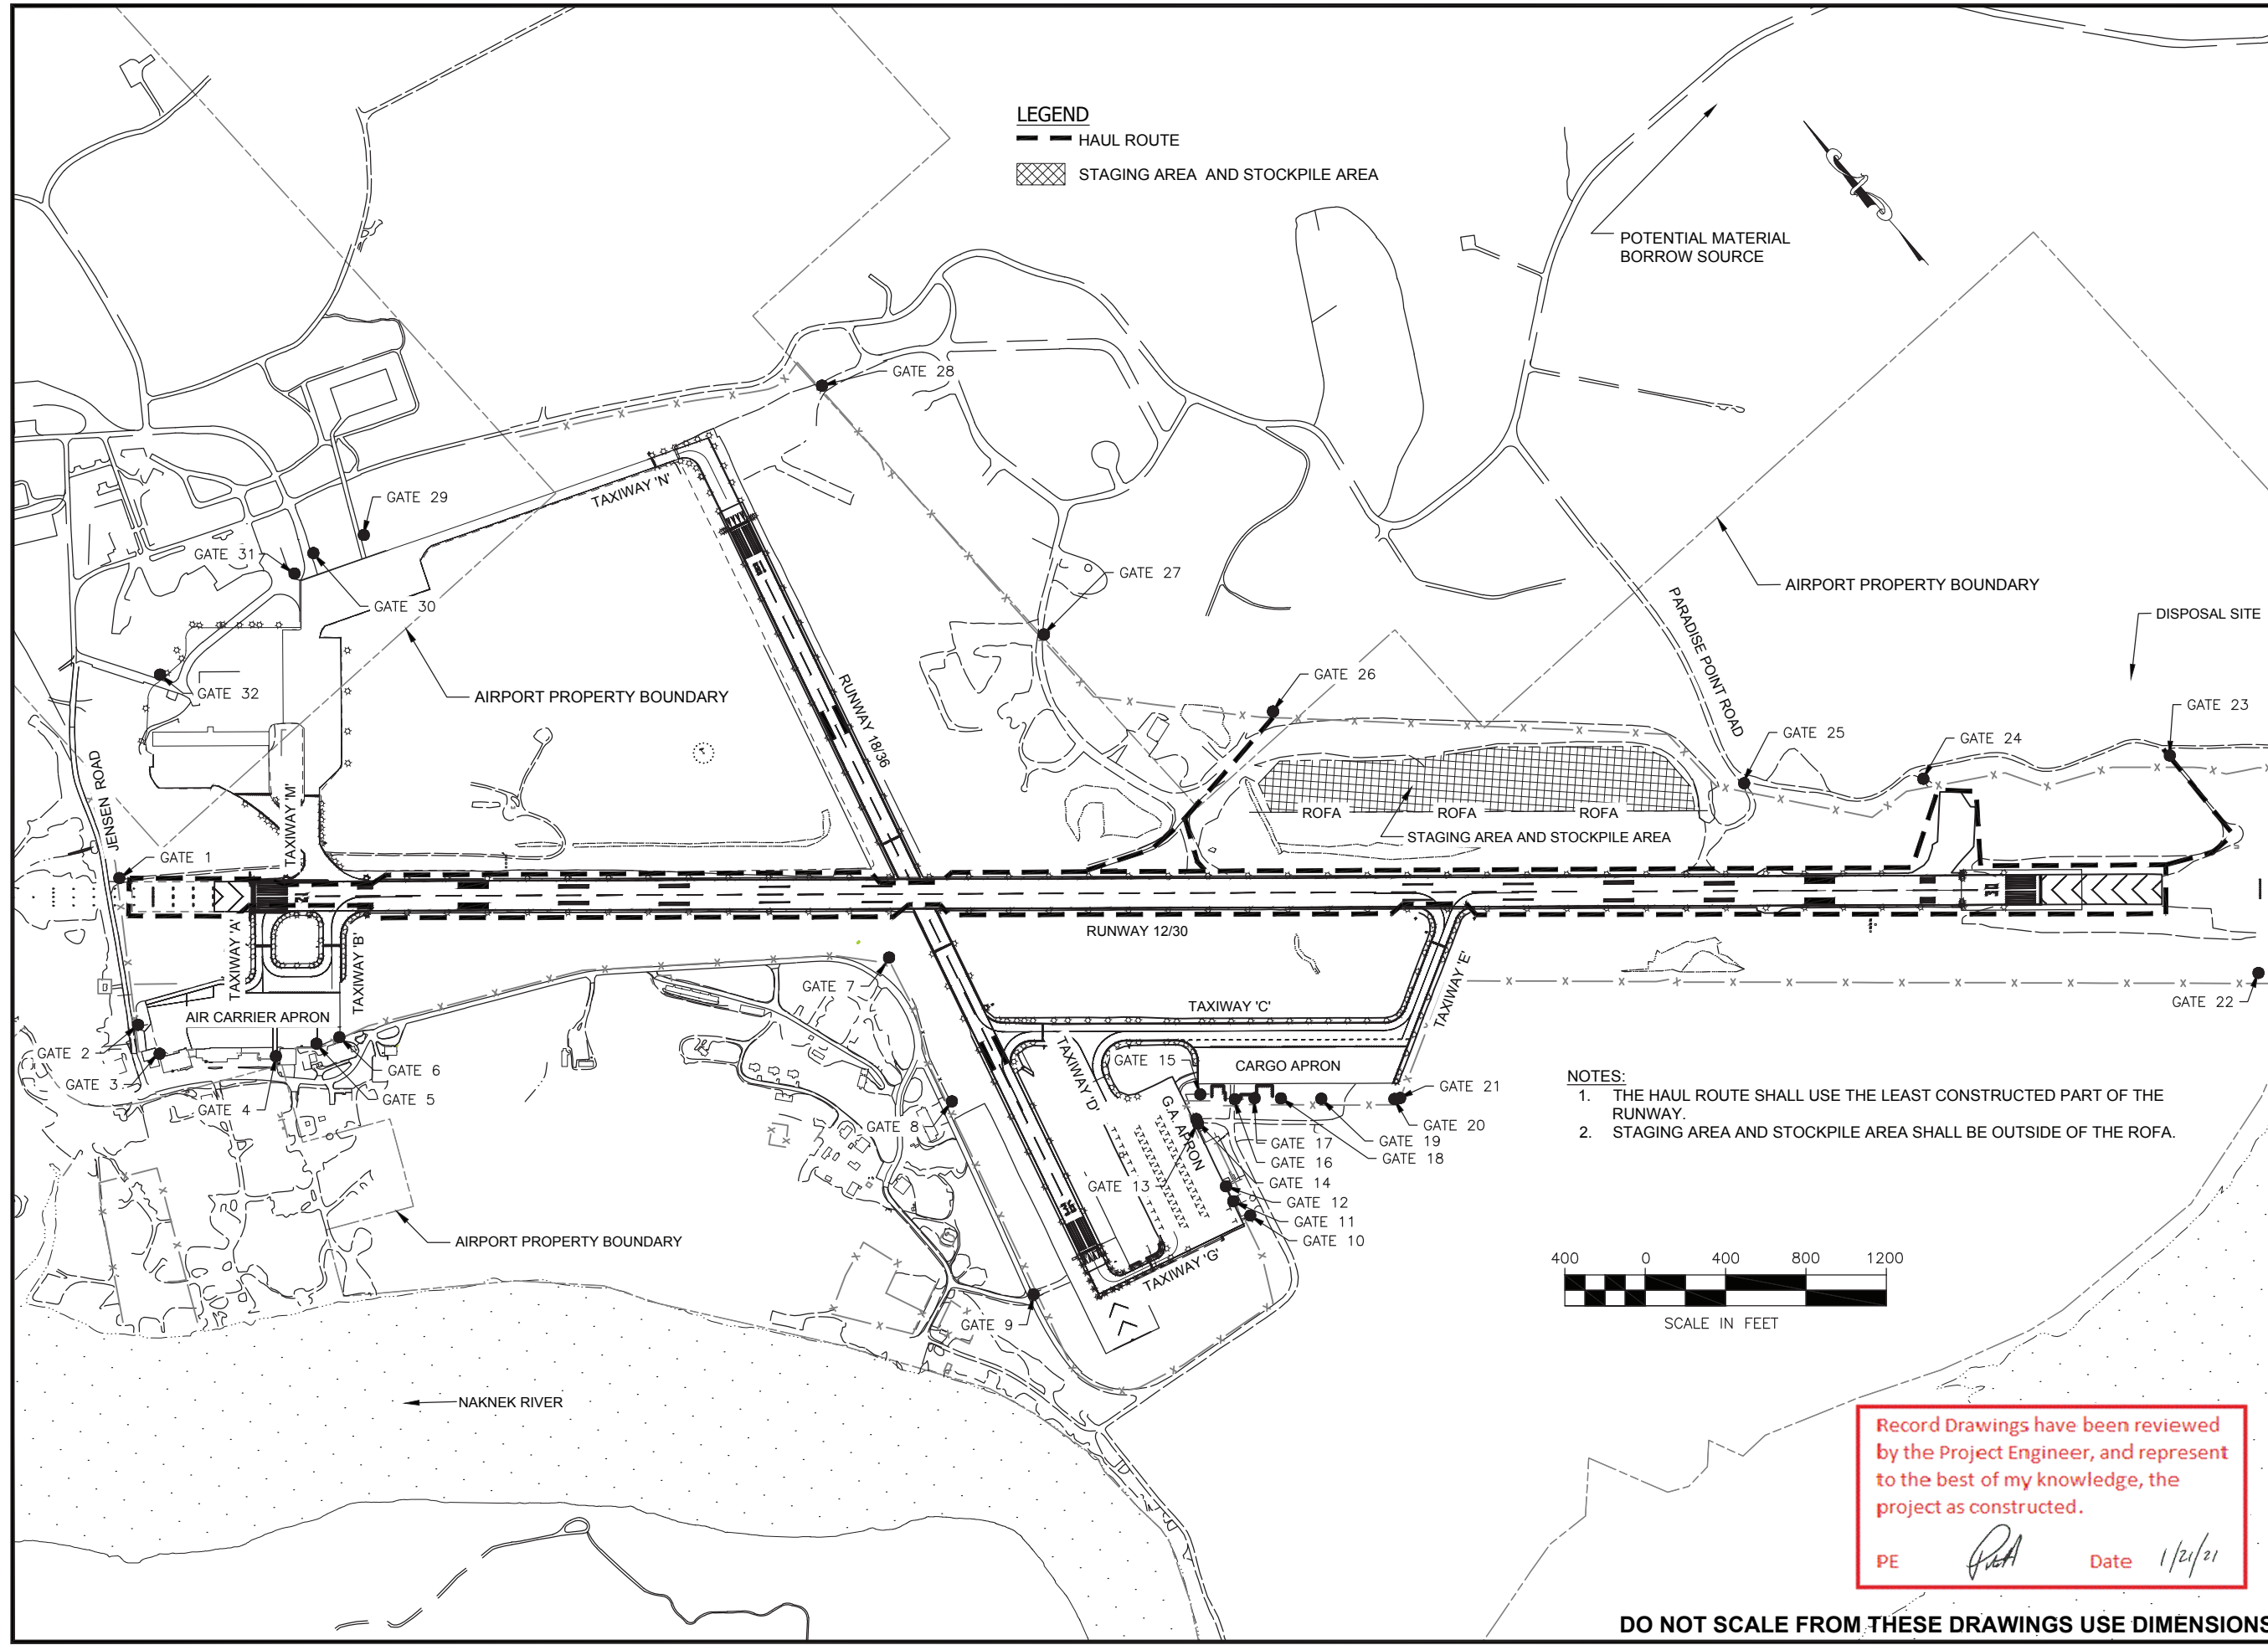 LEGEND
HAUL ROUTE
STAGING AREA AND STOCKPILE AREA
POTENTIAL MATERIAL
BORROW SOURCE
GATE 28
GATE 29
TAXIWAY 'N'
GATE 31
GATE 30
GATE 27
18
AIRPORT PROPERTY BOUNDARY
PARADISE POINT ROAD
DISPOSAL SITE
GATE 26
GATE 32
AIRPORT PROPERTY BOUNDARY
RUNWAY 18/36
GATE 23
GATE 25
GATE 24
JENSEN ROAD
TAXIWAY 'M'
ROFA
ROFA
ROFA
STAGING AREA AND STOCKPILE AREA
GATE 1
12
30
RUNWAY 12/30
TAXIWAY 'A'
TAXIWAY 'B'
GATE 7
TAXIWAY 'E'
TAXIWAY 'C'
GATE 22
AIR CARRIER APRON
GATE 2
GATE 3
GATE 4
GATE 5
GATE 6
TAXIWAY 'D'
GATE 15
CARGO APRON
G.A. APRON
GATE 21
GATE 20
GATE 19
GATE 18
GATE 17
GATE 16
GATE 14
GATE 13
GATE 12
GATE 11
GATE 10
GATE 8
36
TAXIWAY 'G'
GATE 9
NOTES:
1. THE HAUL ROUTE SHALL USE THE LEAST CONSTRUCTED PART OF THE
RUNWAY.
2. STAGING AREA AND STOCKPILE AREA SHALL BE OUTSIDE OF THE ROFA.
AIRPORT PROPERTY BOUNDARY
400 0 400 800 1200
SCALE IN FEET
NAKNEK RIVER
Record Drawings have been reviewed
by the Project Engineer, and represent
to the best of my knowledge, the
project as constructed.
PE Date 1/21/21
DO NOT SCALE FROM THESE DRAWINGS USE DIMENSIONS